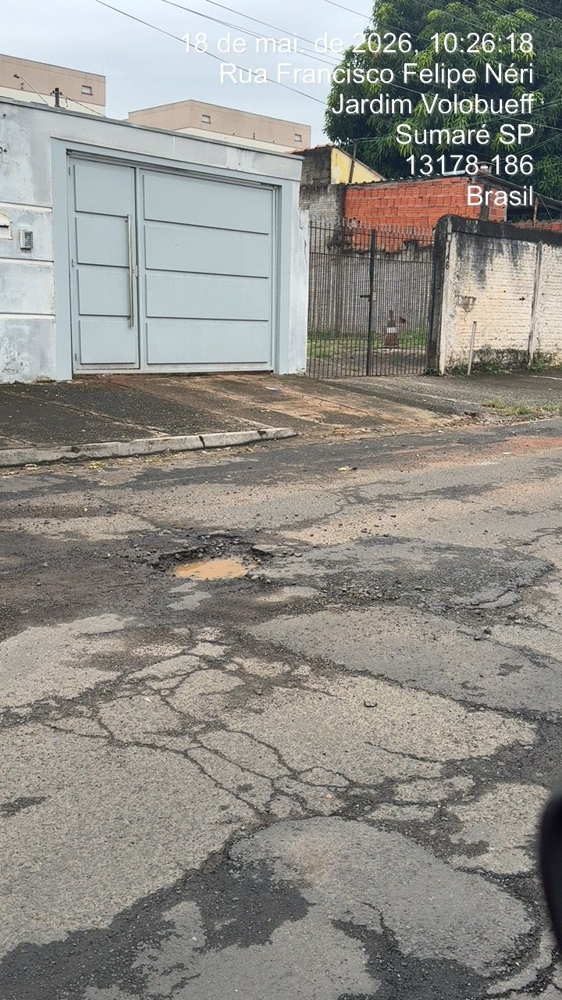 18 de mai. de 2026, 10:26:18
Rua Francisco Felipe Néri
Jardim Volobueff
Sumaré SP
13178-186
Brasil